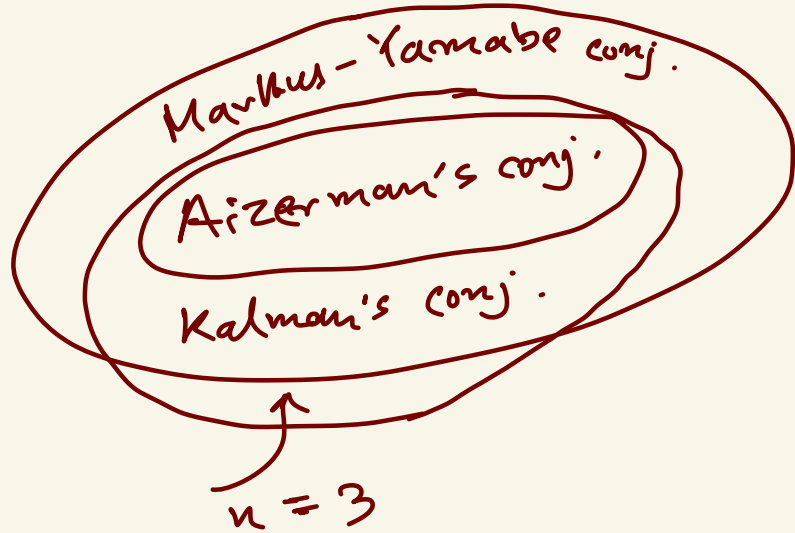 Markus-Yamabe conj.
Aizerman's conj.
Kalman's conj.
n = 3